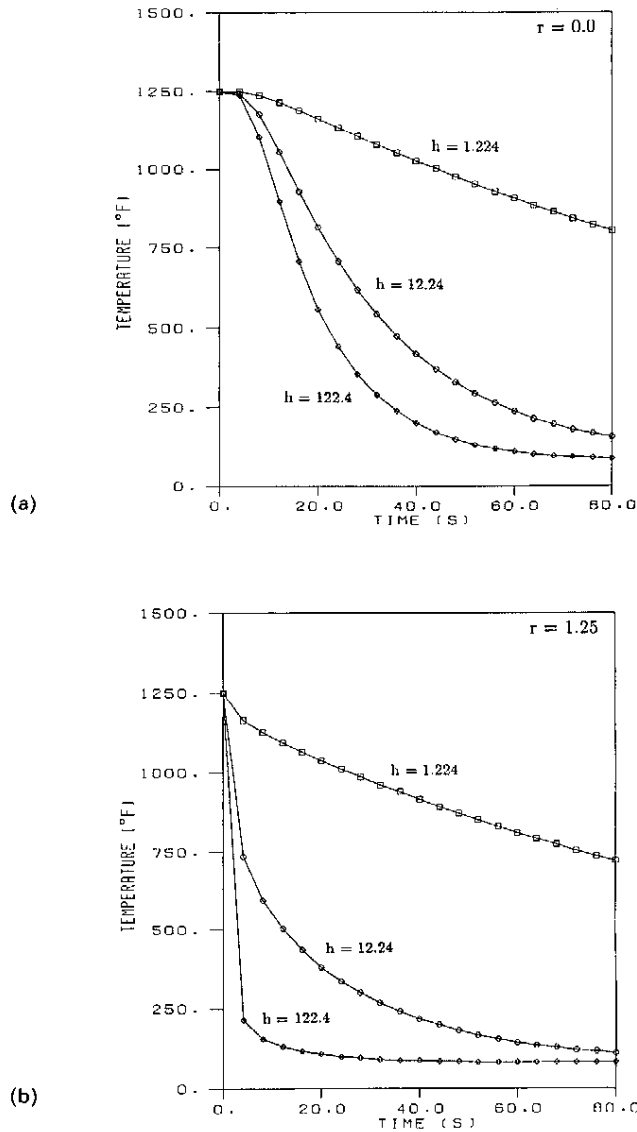 1500.
r = 0.0
1250.
1000.
750.
500.
250.
0.
TEMPERATURE (°F)
h = 1.224
h = 12.24
h = 122.4
0.
20.0
40.0
60.0
80.0
TIME (S)
(a)
1500.
r = 1.25
1250.
1000.
750.
500.
250.
0.
TEMPERATURE (°F)
h = 1.224
h = 12.24
h = 122.4
0.
20.0
40.0
60.0
80.0
TIME (S)
(b)